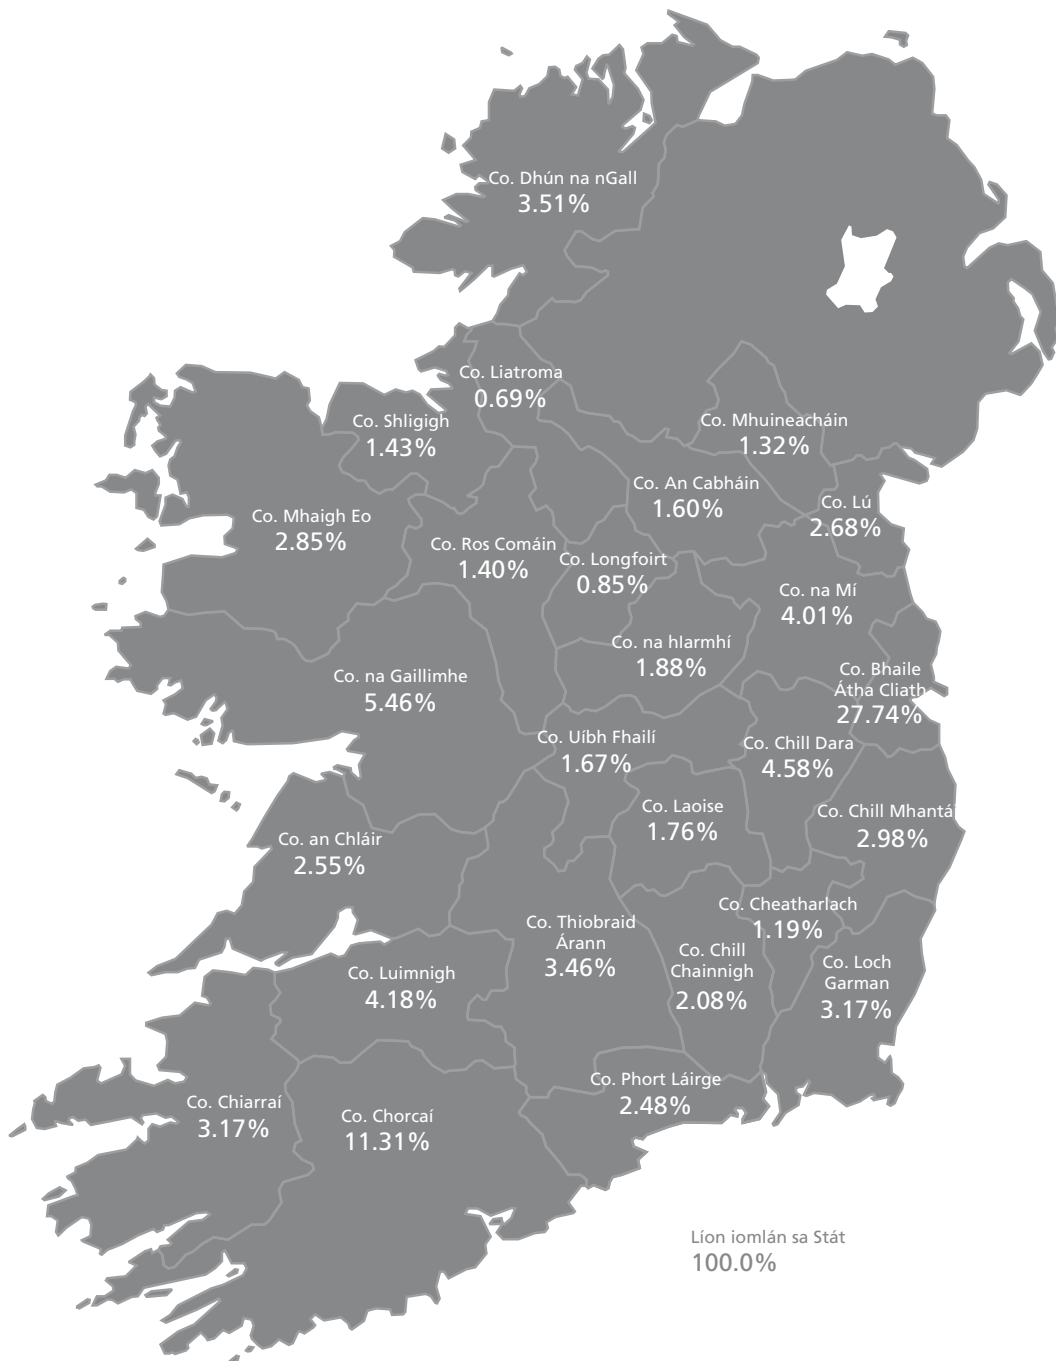 Co. Dhún na nGall
3.51%
Co. Liatroma
0.69%
Co. Shligigh
1.43%
Co. Mhuineacháin
1.32%
Co. An Cabháin
1.60%
Co. Lú
2.68%
Co. Mhaigh Eo
2.85%
Co. Ros Comáin
1.40%
Co. Longfoirt
0.85%
Co. na Mí
4.01%
Co. na hIarmhí
1.88%
Co. na Gaillimhe
5.46%
Co. Bhaile
Átha Cliath
27.74%
Co. Uíbh Fhailí
1.67%
Co. Chill Dara
4.58%
Co. Laoise
1.76%
Co. Chill Mhantái
2.98%
Co. an Chláir
2.55%
Co. Cheatharlach
1.19%
Co. Thiobraid
Árann
3.46%
Co. Chill
Chainnigh
2.08%
Co. Loch
Garman
3.17%
Co. Luimnigh
4.18%
Co. Phort Láirge
2.48%
Co. Chiarraí
3.17%
Co. Chorcaí
11.31%
Líon iomlán sa Stát
100.0%